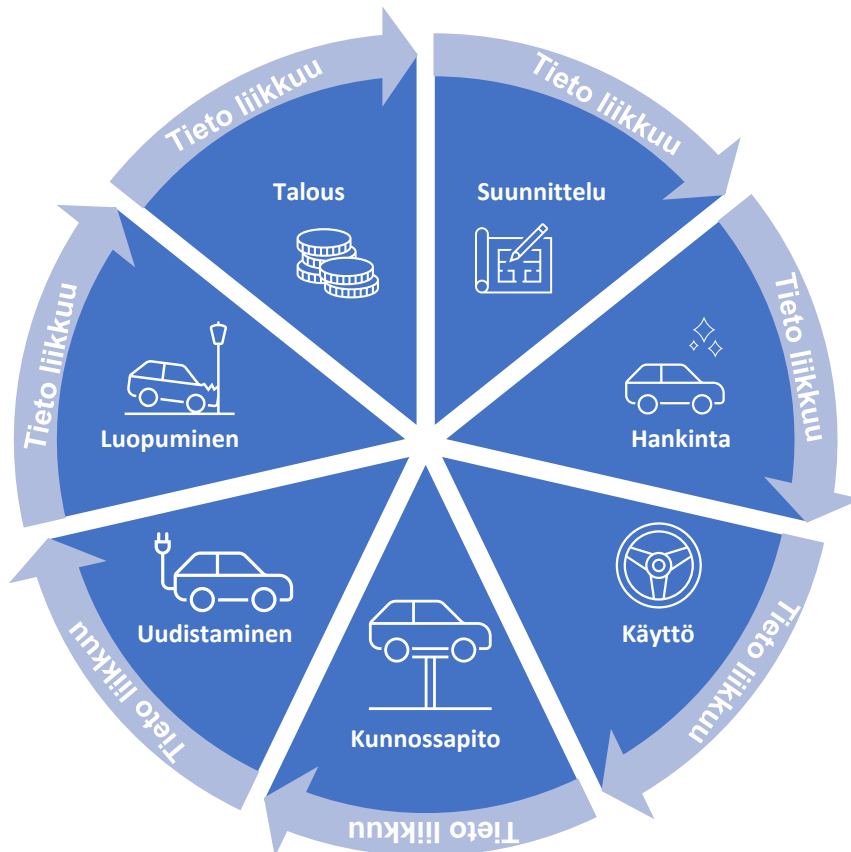 Tieto liikkuu
Suunnittelu
Tieto liikkuu
Hankinta
Tieto liikkuu
Käyttö
Tieto liikkuu
Kunnossapito
Tieto liikkuu
Uudistaminen
Tieto liikkuu
Luopuminen
Tieto liikkuu
Talous